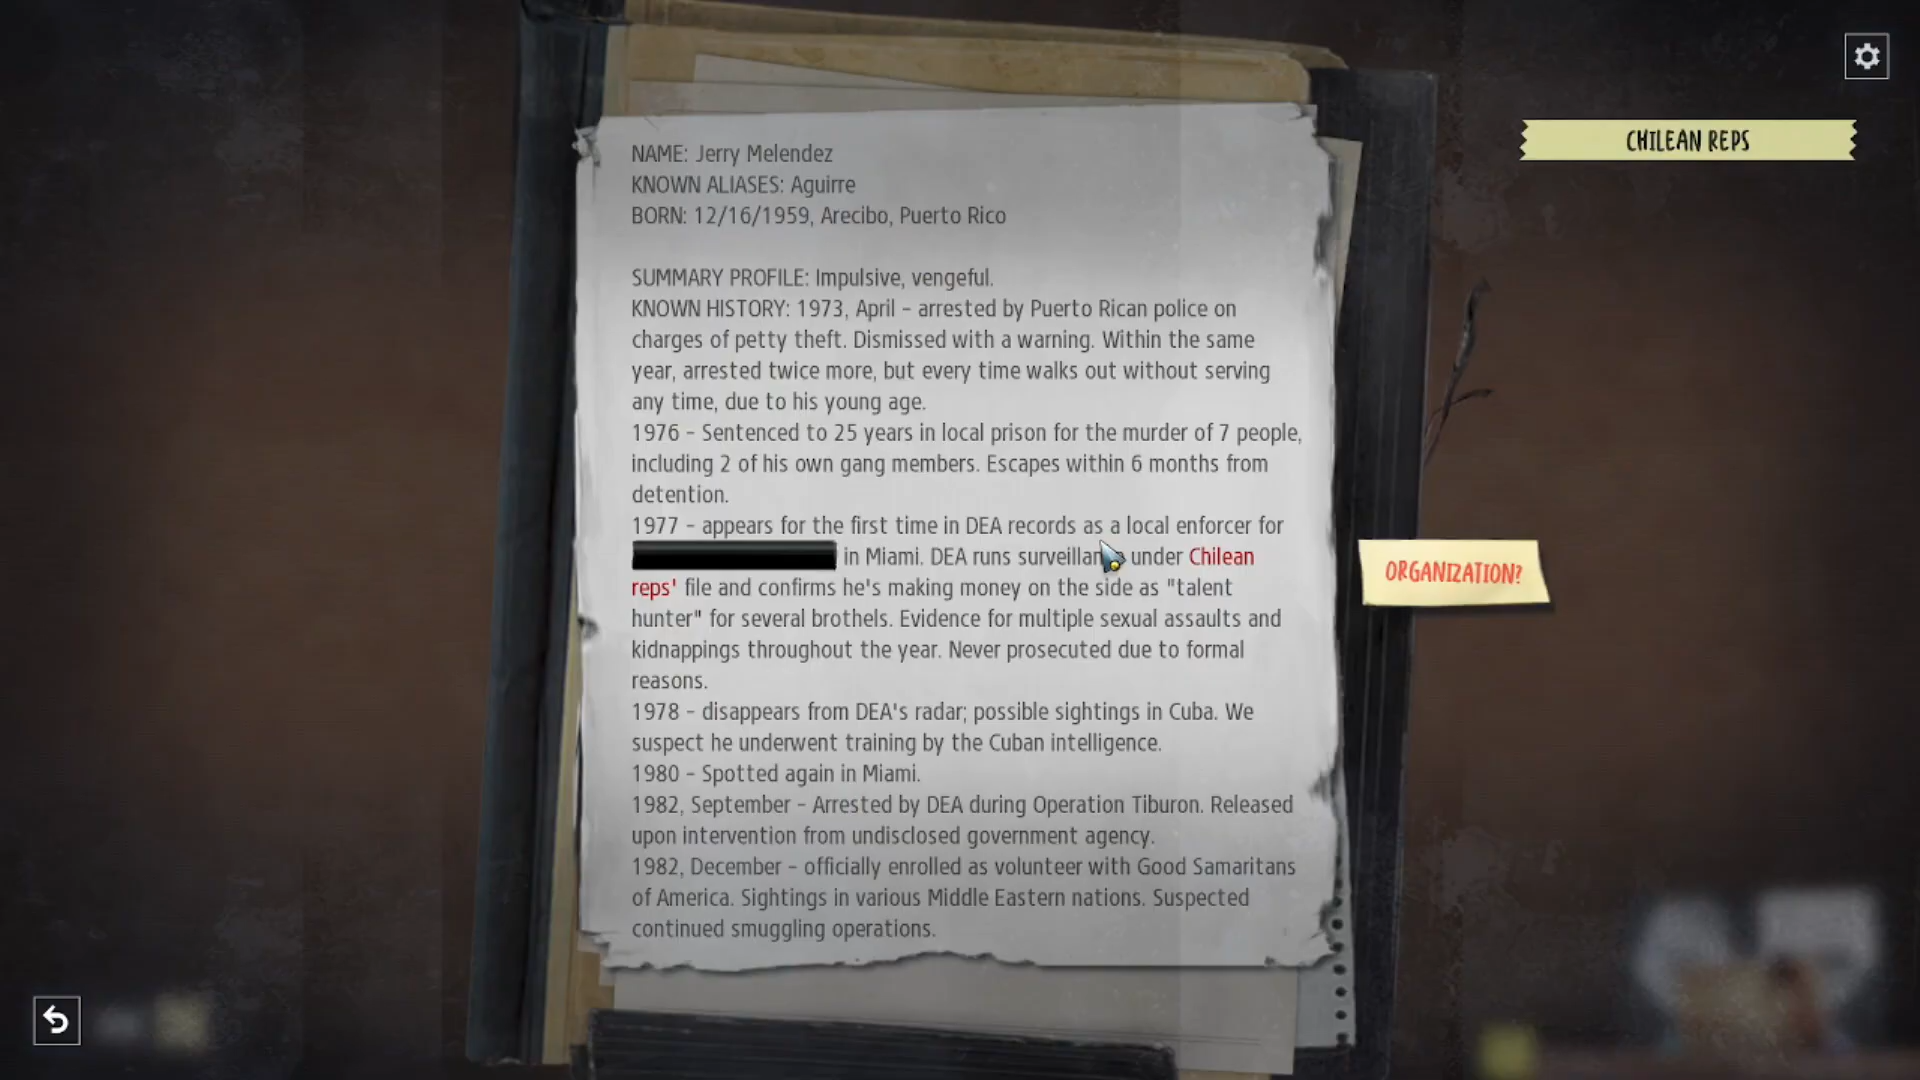 CHILEAN REPS
NAME: Jerry Melendez
KNOWN ALIASES: Aguirre
BORN: 12/16/1959, Arecibo, Puerto Rico
SUMMARY PROFILE: Impulsive, vengeful.
KNOWN HISTORY: 1973, April - arrested by Puerto Rican police on
charges of petty theft. Dismissed with a warning. Within the same
year, arrested twice more, but every time walks out without serving
any time, due to his young age.
1976 - Sentenced to 25 years in local prison for the murder of 7 people,
including 2 of his own gang members. Escapes within 6 months from
detention.
1977 - appears for the first time in DEA records as a local enforcer for
in Miami. DEA runs surveillance under Chilean
reps' file and confirms he's making money on the side as "talent
hunter" for several brothels. Evidence for multiple sexual assaults and
kidnappings throughout the year. Never prosecuted due to formal
reasons.
1978 - disappears from DEA's radar; possible sightings in Cuba. We
suspect he underwent training by the Cuban intelligence.
1980 - Spotted again in Miami.
1982, September - Arrested by DEA during Operation Tiburon. Released
upon intervention from undisclosed government agency.
1982, December - officially enrolled as volunteer with Good Samaritans
of America. Sightings in various Middle Eastern nations. Suspected
continued smuggling operations.
ORGANIZATION?